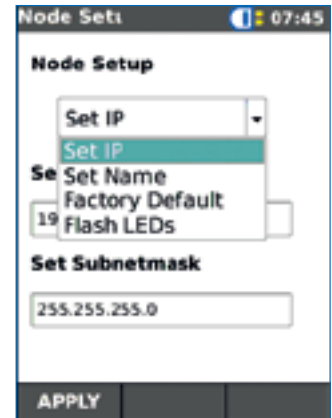 Node Setu 07:45
Node Setup
Set IP
Set IP
Se Set Name
Factory Default
19 Flash LEDs
Set Subnetmask
255.255.255.0
APPLY